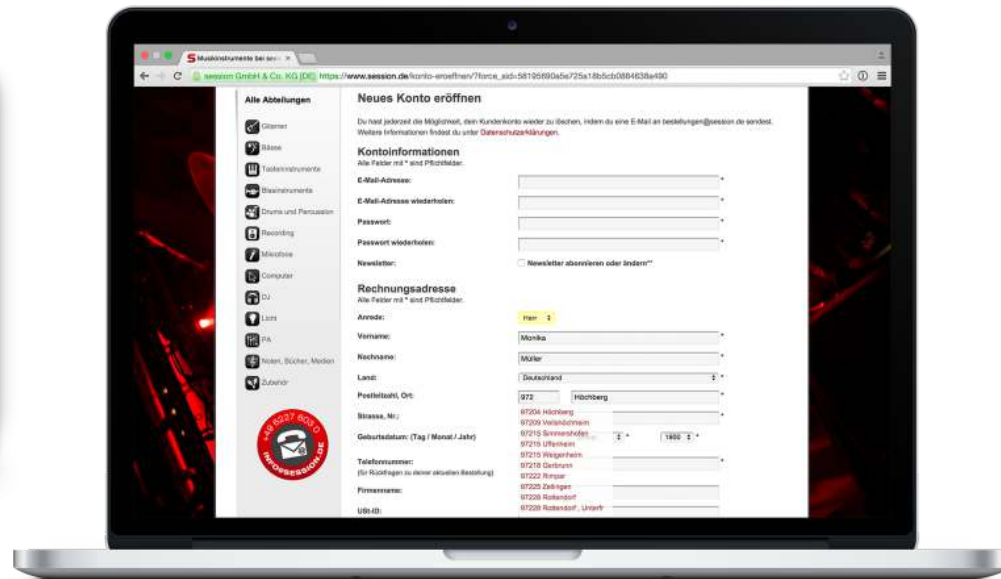 Musikinstrumente bei sess
session GmbH & Co. KG [DE] https://www.session.de/konto-eroeffnen/?force_sid=
Alle Abteilungen
Gitarren
Bässe
Tasteninstrumente
Blasinstrumente
Drums und Percussion
Recording
Mikrofone
Computer
DJ
Licht
PA
Noten, Bücher, Medien
Zubehör
+49 6227 603 0
INFO@SESSION.DE
Neues Konto eröffnen
Du hast jederzeit die Möglichkeit, dein Kundenkonto wieder zu löschen, indem du eine E-Mail an bestellungen@session.de sendest.
Weitere Informationen findest du unter Datenschutzerklärungen.
Kontoinformationen
Alle Felder mit * sind Pflichtfelder.
E-Mail-Adresse: *
E-Mail-Adresse wiederholen: *
Passwort: *
Passwort wiederholen: *
Newsletter: Newsletter abonnieren oder ändern**
Rechnungsadresse
Alle Felder mit * sind Pflichtfelder.
Anrede: Herr
Vorname: Monika *
Nachname: Müller *
Land: Deutschland *
Postleitzahl, Ort: 972 Höchberg *
Strasse, Nr.: *
97204 Höchberg
97209 Veitshöchheim
Geburtsdatum: (Tag / Monat / Jahr) * 1900 *
97215 Simmershofen
97215 Uffenheim
97215 Weigenheim
97218 Gerbrunn
97222 Rimpar
97225 Zellingen
97228 Rottendorf
97228 Rottendorf , Unterfr
Telefonnummer: *
(für Rückfragen zu deiner aktuellen Bestellung)
Firmenname:
USt-ID: